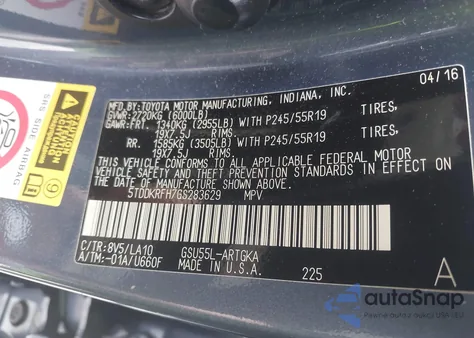 04/16
MFD. BY:TOYOTA MOTOR MANUFACTURING, INDIANA, INC.
GVWR: 2720KG (6000LB)
GAWR:FRT. 1340KG (2955LB) WITH P245/55R19 TIRES,
19X7.5J RIMS.
RR. 1585KG (3505LB) WITH P245/55R19 TIRES,
19X7.5J RIMS.
THIS VEHICLE CONFORMS TO ALL APPLICABLE FEDERAL MOTOR
VEHICLE SAFETY AND THEFT PREVENTION STANDARDS IN EFFECT
ON THE DATE OF MANUFACTURE SHOWN ABOVE.
5TDDKRFH7GS283629 MPV
C/TR:8V5/LA10 GSU55L-ARTGKA
A/TM:-01A/U660F MADE IN U.S.A. 225
A
SRS SIDE AIRBAG
autoSnap